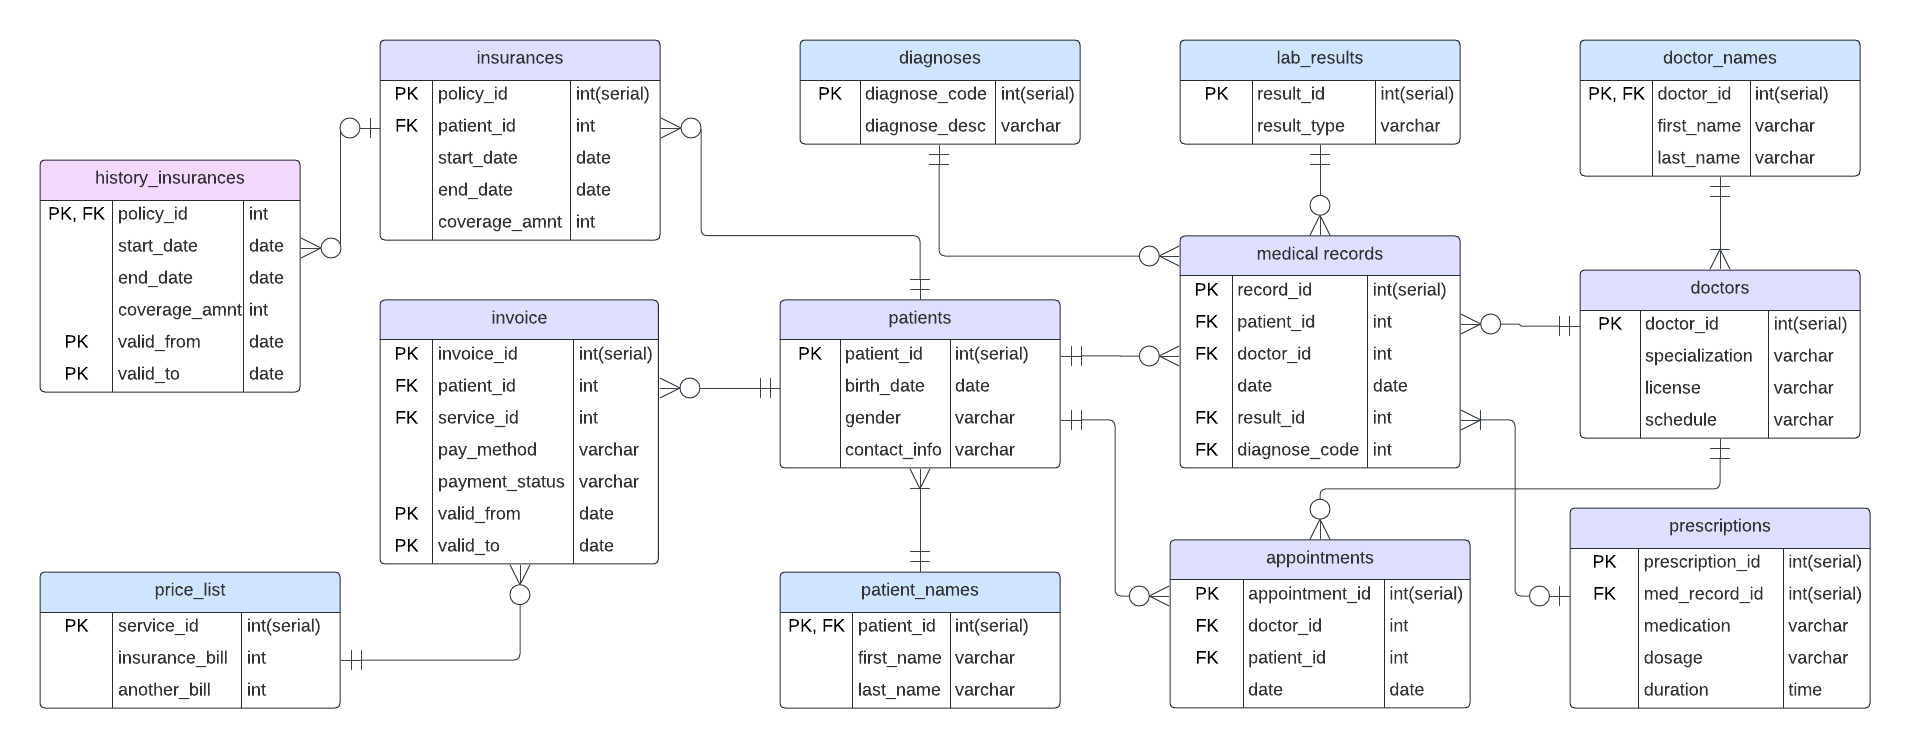 insurances
PK policy_id int(serial)
FK patient_id int
start_date date
end_date date
coverage_amnt int
diagnoses
PK diagnose_code int(serial)
diagnose_desc varchar
lab_results
PK result_id int(serial)
result_type varchar
doctor_names
PK, FK doctor_id int(serial)
first_name varchar
last_name varchar
history_insurances
PK, FK policy_id int
start_date date
end_date date
coverage_amnt int
PK valid_from date
PK valid_to date
invoice
PK invoice_id int(serial)
FK patient_id int
FK service_id int
pay_method varchar
payment_status varchar
PK valid_from date
PK valid_to date
patients
PK patient_id int(serial)
birth_date date
gender varchar
contact_info varchar
medical records
PK record_id int(serial)
FK patient_id int
FK doctor_id int
date date
FK result_id int
FK diagnose_code int
doctors
PK doctor_id int(serial)
specialization varchar
license varchar
schedule varchar
price_list
PK service_id int(serial)
insurance_bill int
another_bill int
patient_names
PK, FK patient_id int(serial)
first_name varchar
last_name varchar
appointments
PK appointment_id int(serial)
FK doctor_id int
FK patient_id int
date date
prescriptions
PK prescription_id int(serial)
FK med_record_id int(serial)
medication varchar
dosage varchar
duration time